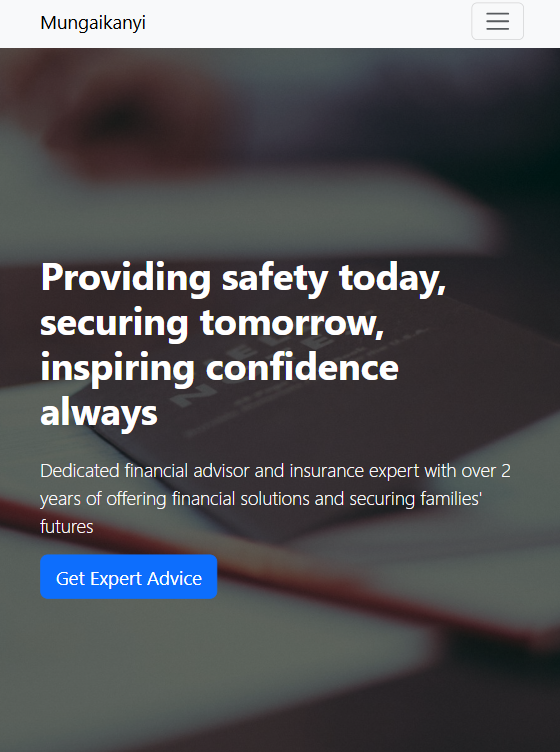 Mungaikanyi
Providing safety today,
securing tomorrow,
inspiring confidence
always
Dedicated financial advisor and insurance expert with over 2
years of offering financial solutions and securing families'
futures
Get Expert Advice